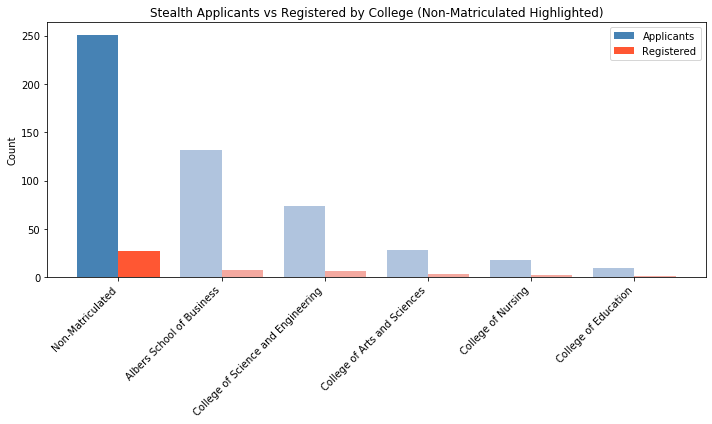 Stealth Applicants vs Registered by College (Non-Matriculated Highlighted)
Applicants
Registered
Count
250
200
150
100
50
0
Non-Matriculated
Albers School of Business
College of Science and Engineering
College of Arts and Sciences
College of Nursing
College of Education